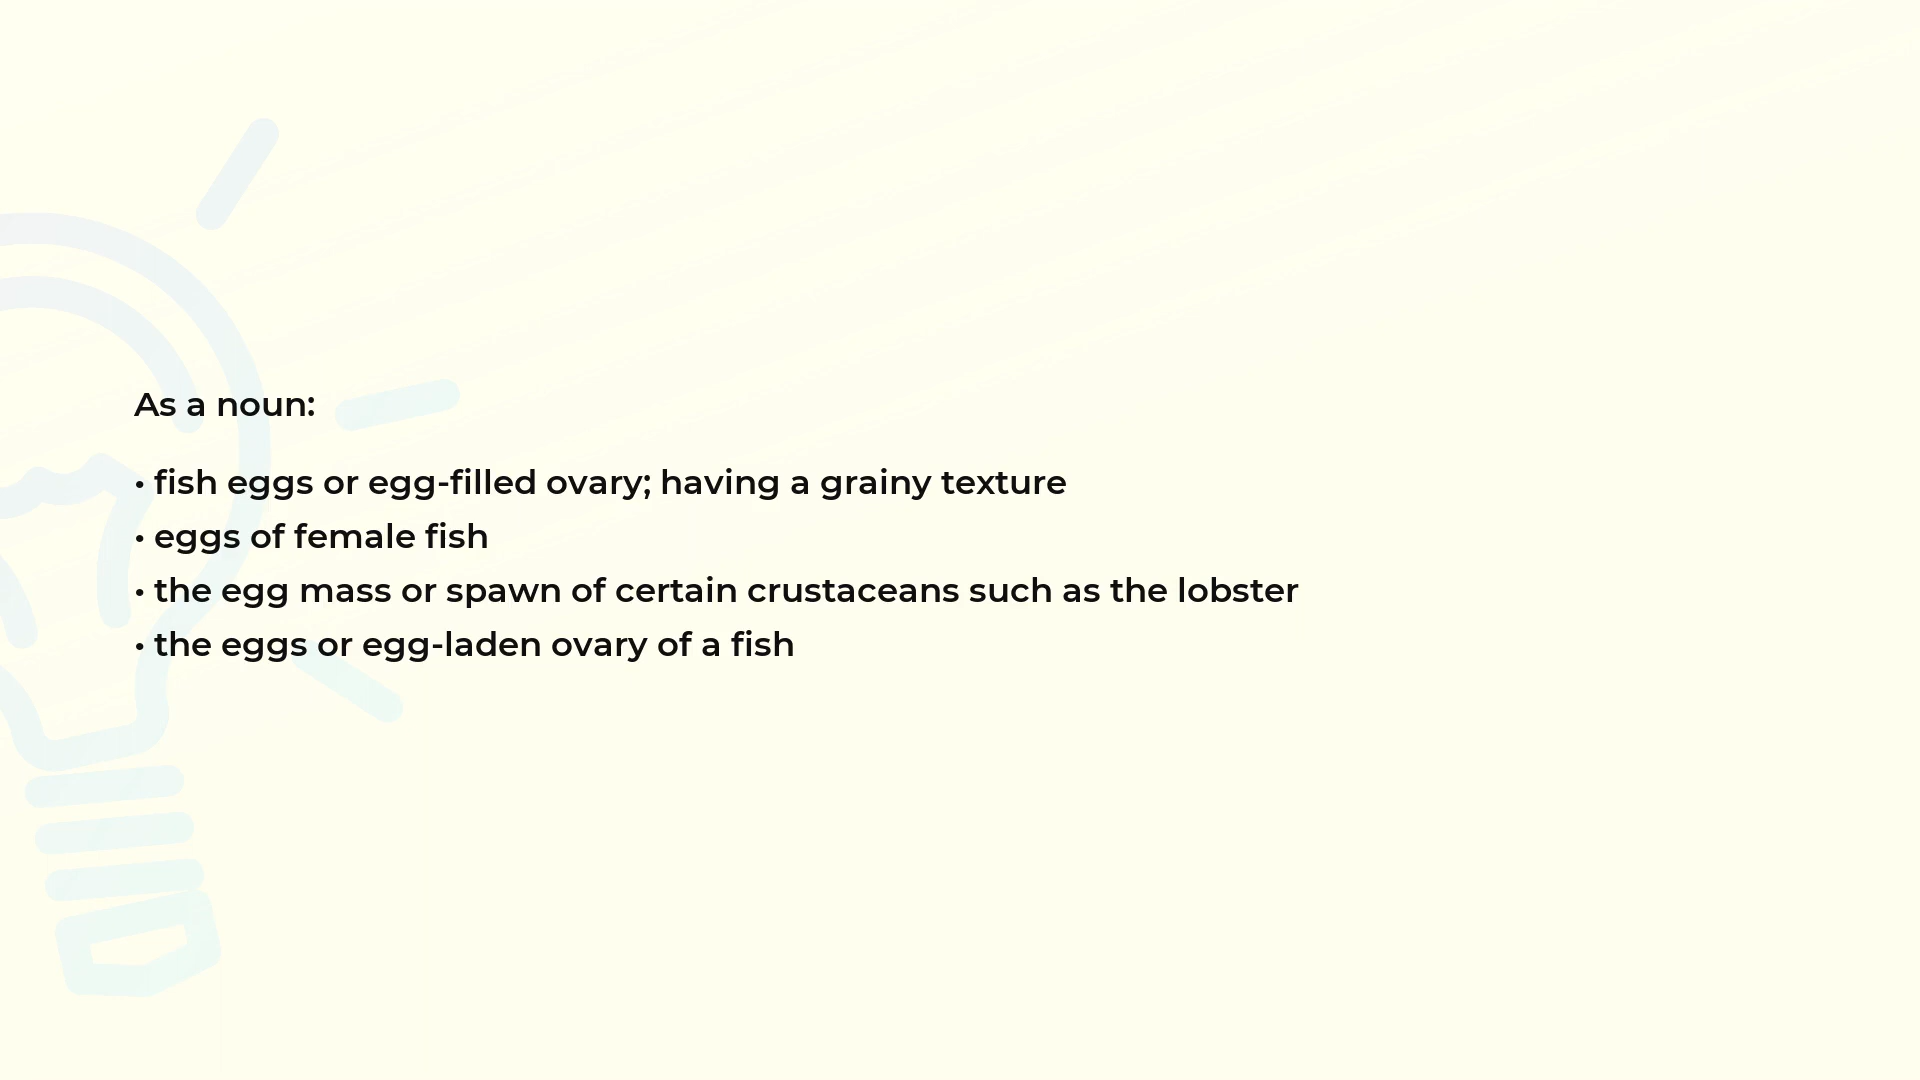 As a noun:
• fish eggs or egg-filled ovary; having a grainy texture
• eggs of female fish
• the egg mass or spawn of certain crustaceans such as the lobster
• the eggs or egg-laden ovary of a fish